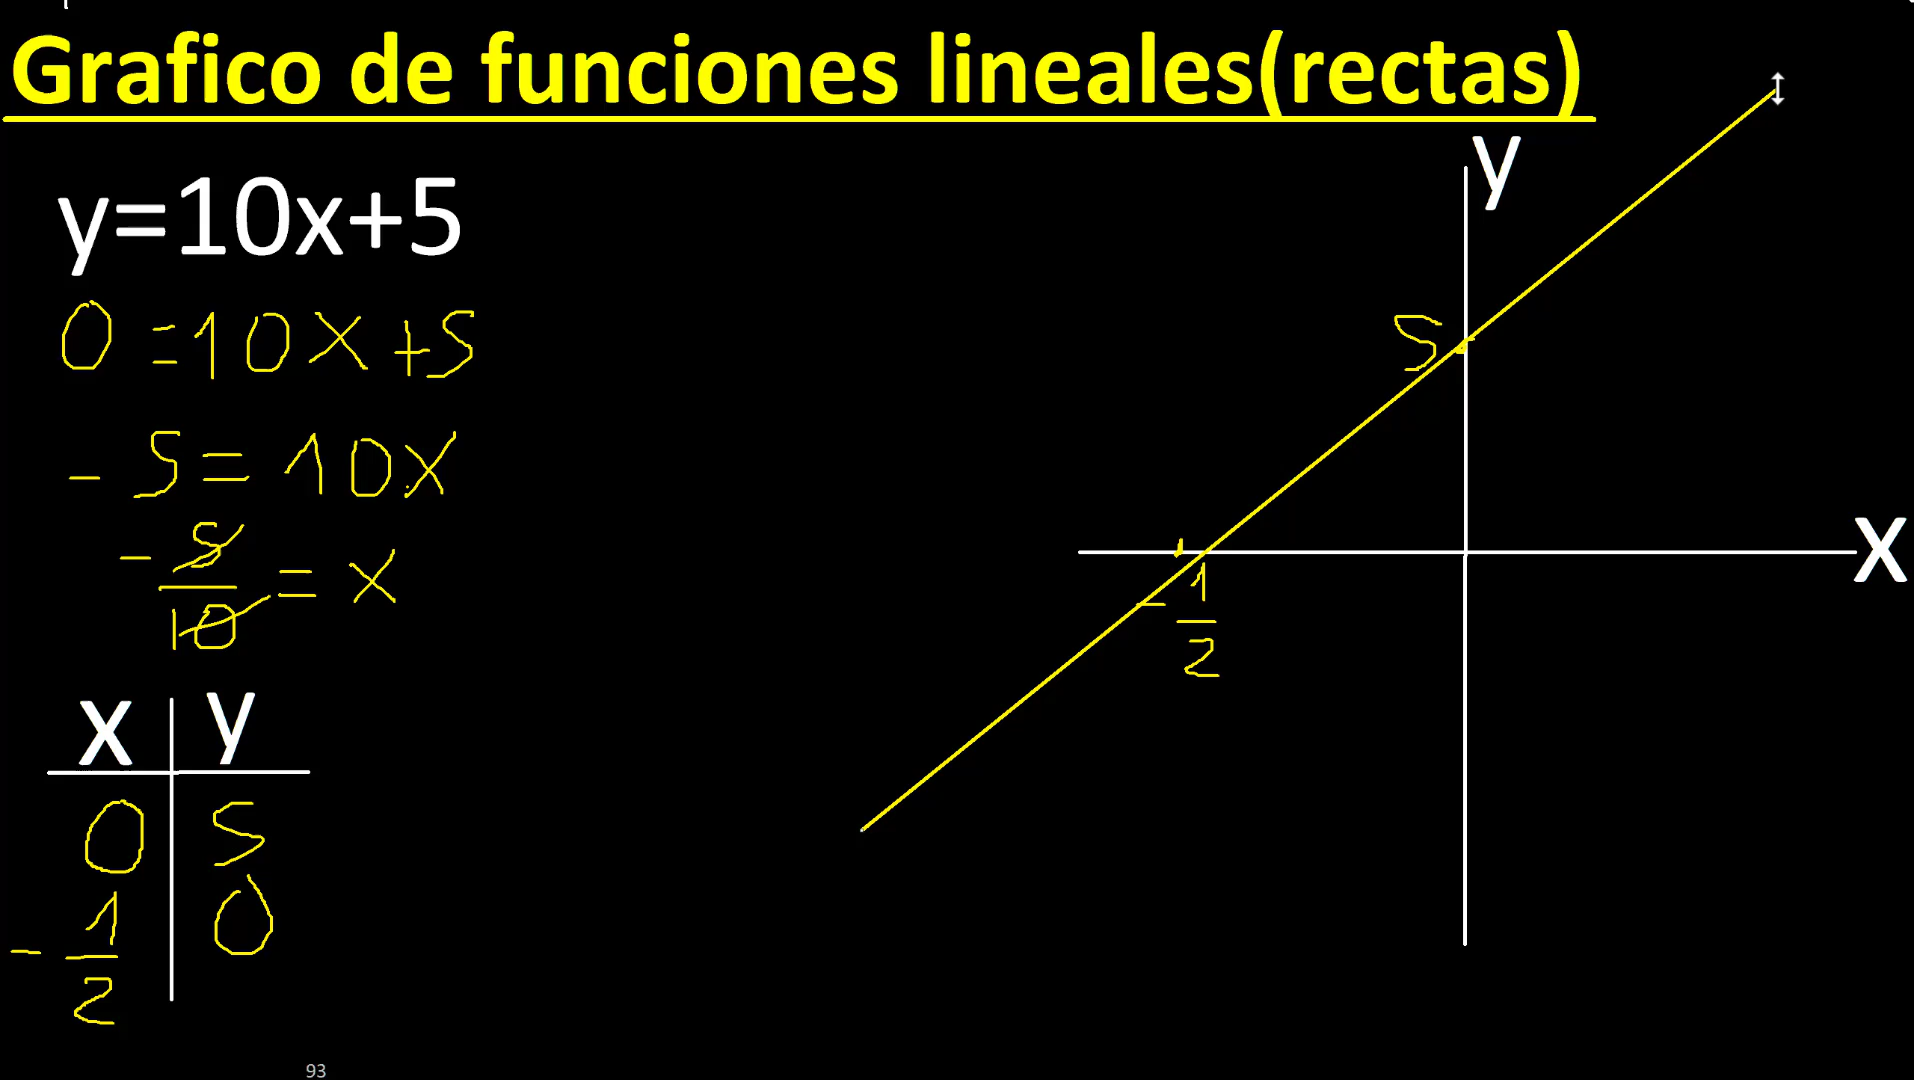 Grafico de funciones lineales(rectas)
y=10x+5
0=10x+5
-5=10x
-5/10=x
x y
0 5
-1/2 0
y
5
x
-1/2
93